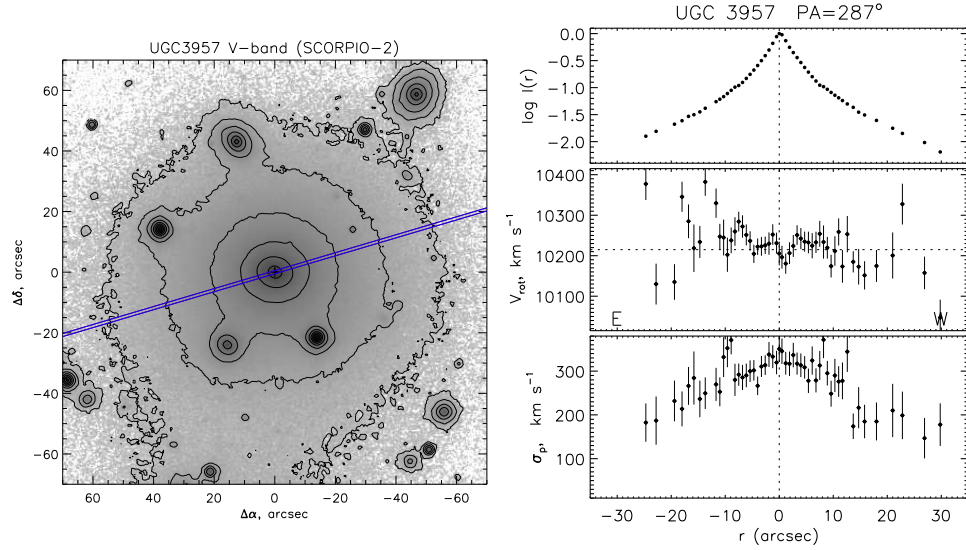 UGC3957 V-band (SCORPIO-2)
60
40
20
0
-20
-40
-60
Δδ, arcsec
60 40 20 0 -20 -40 -60
Δα, arcsec
UGC 3957 PA=287°
0.0
-0.5
-1.0
-1.5
-2.0
log I(r)
10400
10300
10200
10100
V_rot, km s⁻¹
E W
300
200
100
σ_p, km s⁻¹
-30 -20 -10 0 10 20 30
r (arcsec)